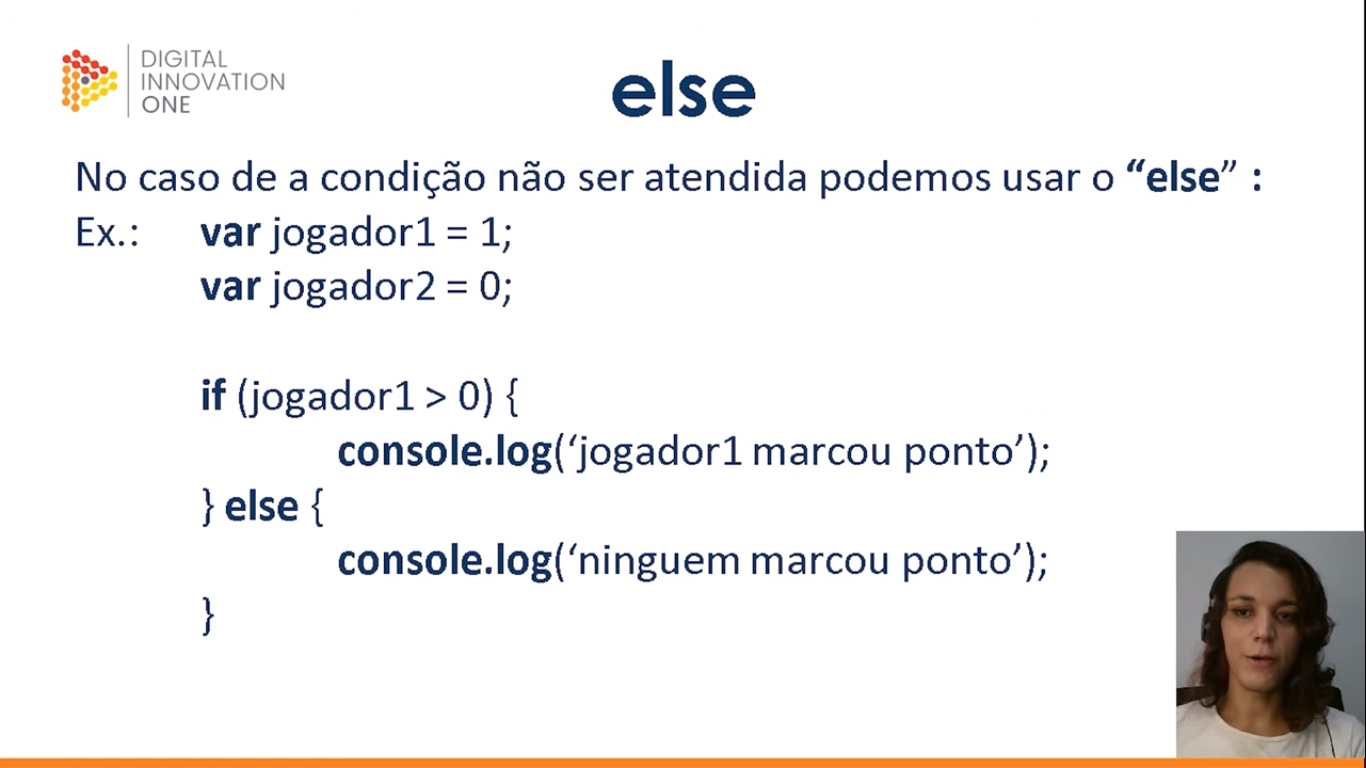 DIGITAL
INNOVATION
ONE
else
No caso de a condição não ser atendida podemos usar o “else” :
Ex.: var jogador1 = 1;
var jogador2 = 0;
if (jogador1 > 0) {
console.log(‘jogador1 marcou ponto’);
} else {
console.log(‘ninguem marcou ponto’);
}